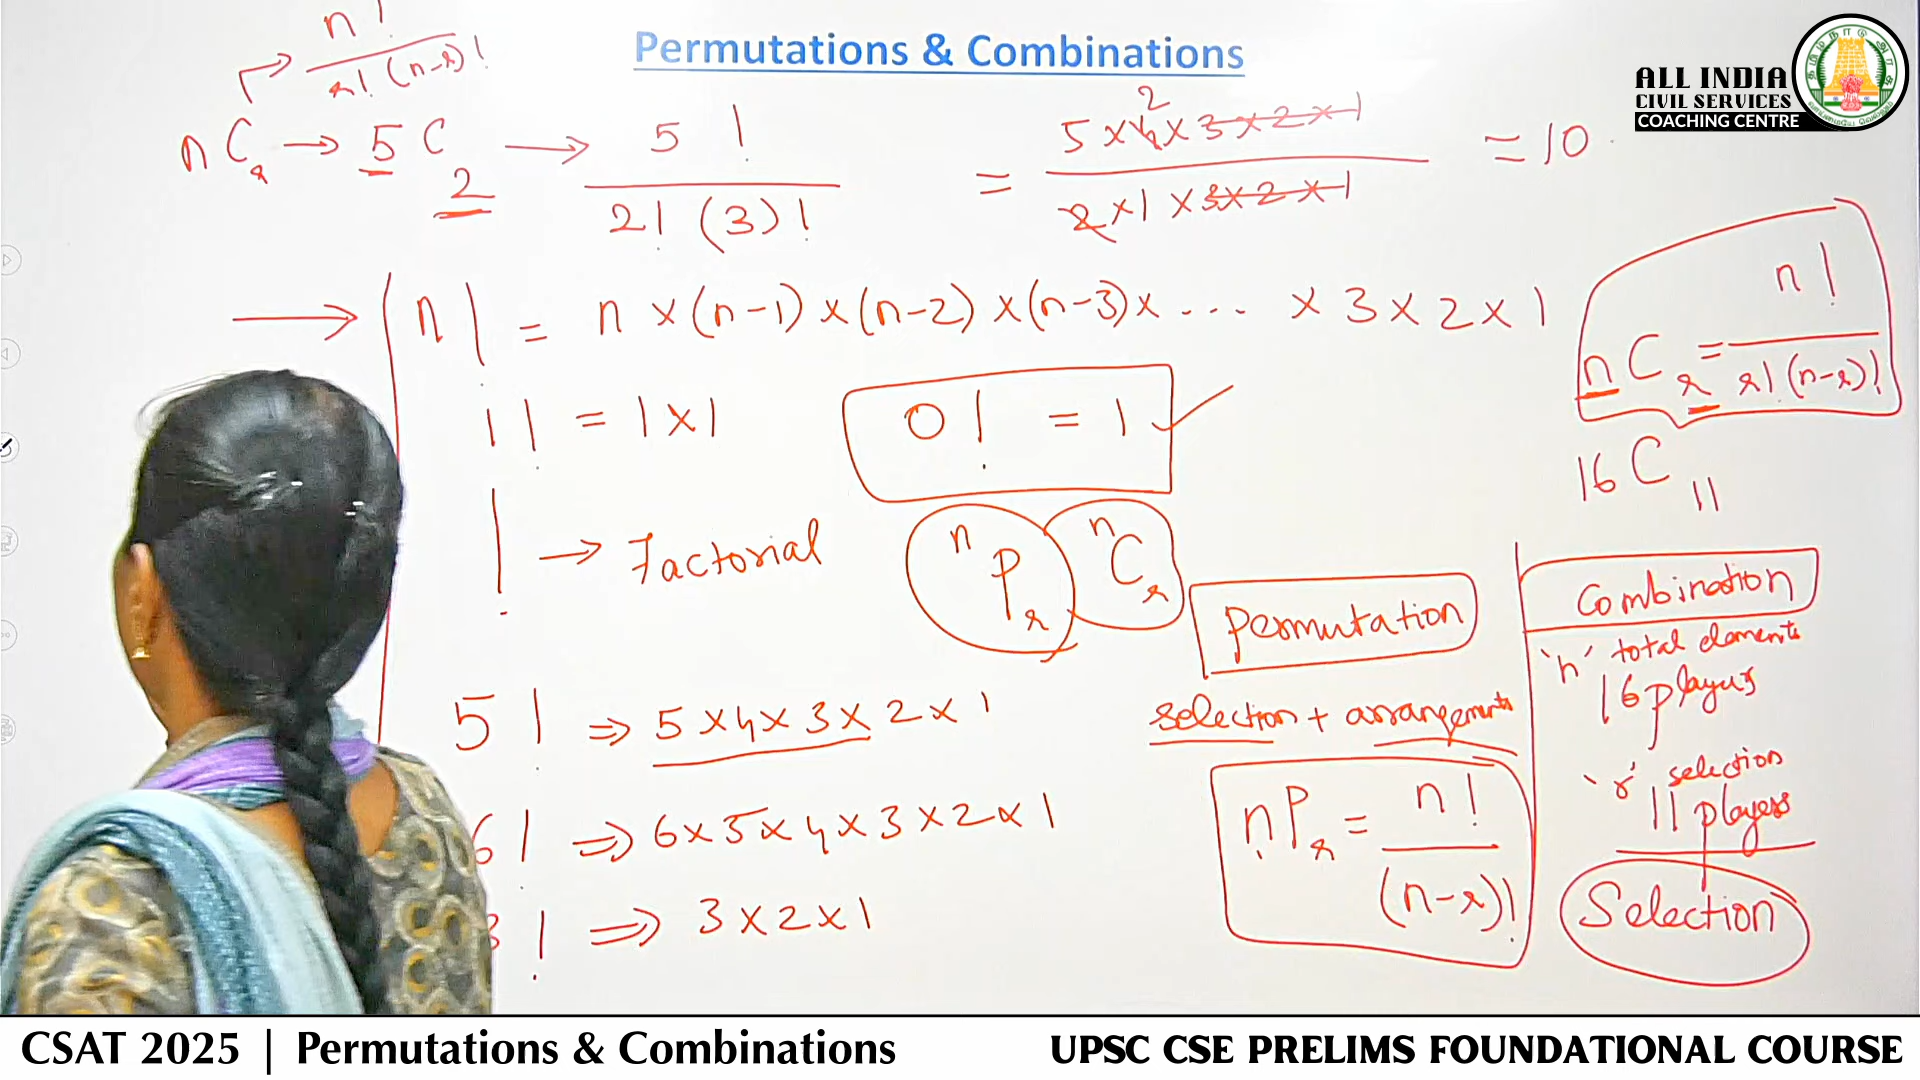 Permutations & Combinations
ALL INDIA
CIVIL SERVICES
COACHING CENTRE
n!
r! (n-r)!
nCr → 5C2 → 5!
2! (3)!
= 5 x 4 x 3 x 2 x 1
2
2 x 1 x 3 x 2 x 1
= 10
→ n! = n x (n-1) x (n-2) x (n-3) x ... x 3 x 2 x 1
1! = 1 x 1
0! = 1
nCr = n!
r! (n-r)!
16C11
! → Factorial
nPr
nCr
Permutation
selection + arrangements
nPr = n!
(n-r)!
Combination
'n' total elements
16 players
'r' selection
11 players
Selection
5! ⇒ 5 x 4 x 3 x 2 x 1
6! ⇒ 6 x 5 x 4 x 3 x 2 x 1
3! ⇒ 3 x 2 x 1
CSAT 2025 | Permutations & Combinations
UPSC CSE PRELIMS FOUNDATIONAL COURSE